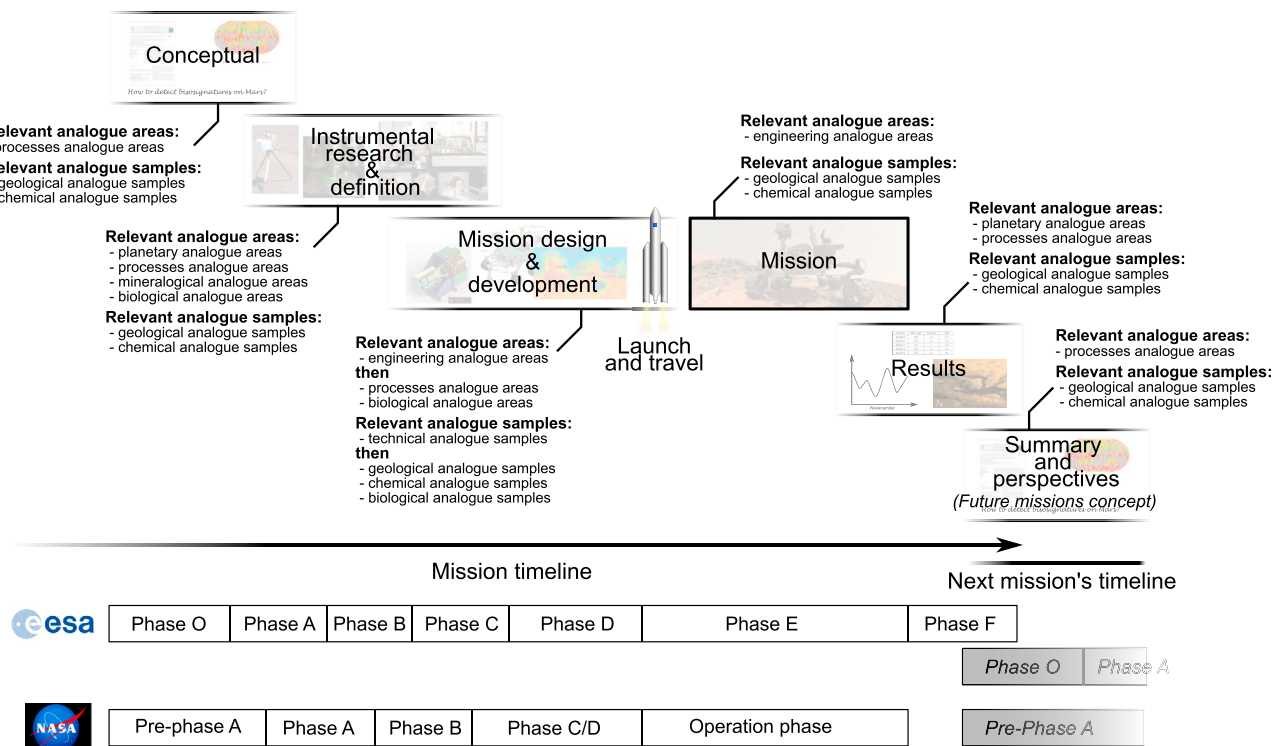 Conceptual
How to detect bisosignatures on Mars?
elevant analogue areas:
processes analogue areas
elevant analogue samples:
geological analogue samples
chemical analogue samples
Instrumental
research
&
definition
Relevant analogue areas:
- planetary analogue areas
- processes analogue areas
- mineralogical analogue areas
- biological analogue areas
Relevant analogue samples:
- geological analogue samples
- chemical analogue samples
Mission design
&
development
Relevant analogue areas:
- engineering analogue areas
then
- processes analogue areas
- biological analogue areas
Relevant analogue samples:
- technical analogue samples
then
- geological analogue samples
- chemical analogue samples
- biological analogue samples
Launch
and travel
Relevant analogue areas:
- engineering analogue areas
Relevant analogue samples:
- geological analogue samples
- chemical analogue samples
Mission
Relevant analogue areas:
- planetary analogue areas
- processes analogue areas
Relevant analogue samples:
- geological analogue samples
- chemical analogue samples
Results
Wavenumber
Relevant analogue areas:
- processes analogue areas
Relevant analogue samples:
- geological analogue samples
- chemical analogue samples
Summary
and
perspectives
(Future missions concept)
How to detect bisosignatures on Mars?
Mission timeline
Next mission's timeline
esa
Phase O
Phase A
Phase B
Phase C
Phase D
Phase E
Phase F
Phase O
Phase A
NASA
Pre-phase A
Phase A
Phase B
Phase C/D
Operation phase
Pre-Phase A